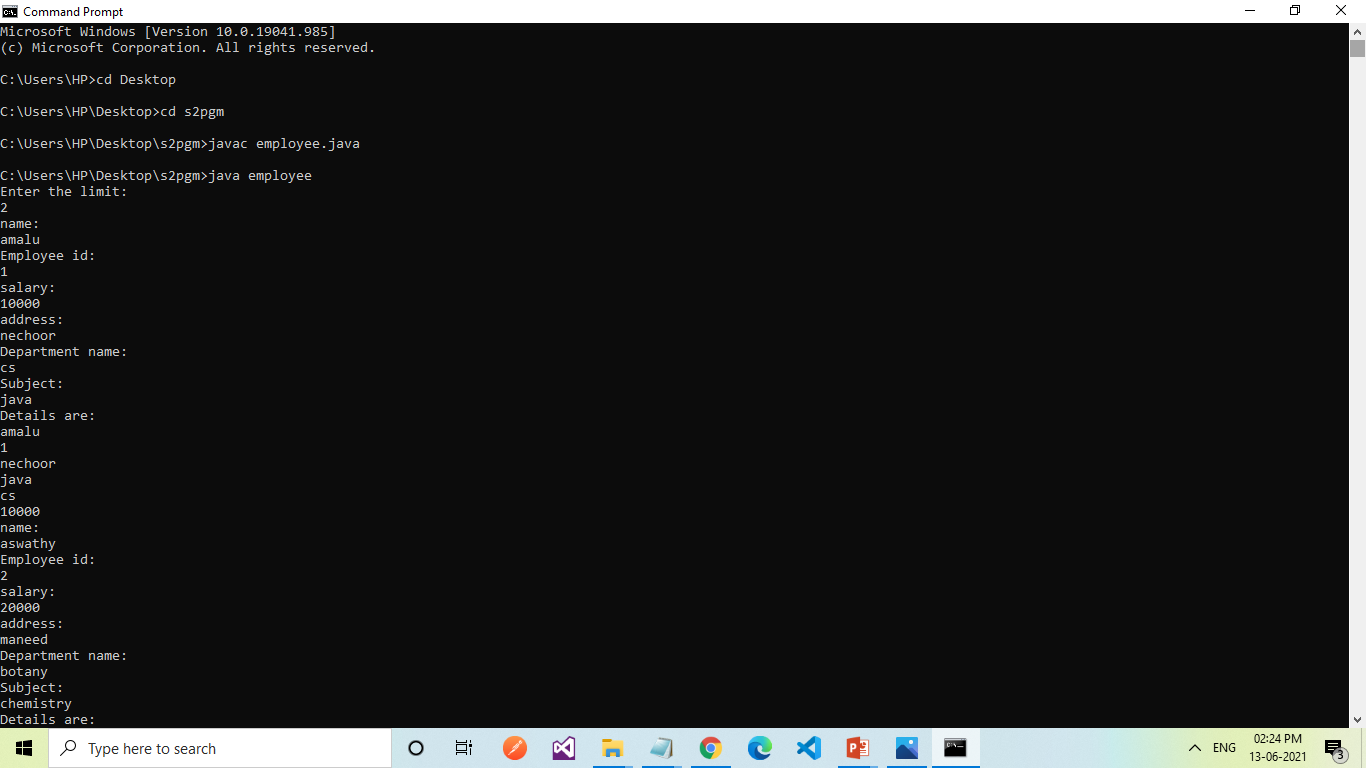 Command Prompt
Microsoft Windows [Version 10.0.19041.985]
(c) Microsoft Corporation. All rights reserved.
C:\Users\HP>cd Desktop
C:\Users\HP\Desktop>cd s2pgm
C:\Users\HP\Desktop\s2pgm>javac employee.java
C:\Users\HP\Desktop\s2pgm>java employee
Enter the limit:
2
name:
amalu
Employee id:
1
salary:
10000
address:
nechoor
Department name:
cs
Subject:
java
Details are:
amalu
1
nechoor
java
cs
10000
name:
aswathy
Employee id:
2
salary:
20000
address:
maneed
Department name:
botany
Subject:
chemistry
Details are:
Type here to search
ENG
02:24 PM
13-06-2021
3